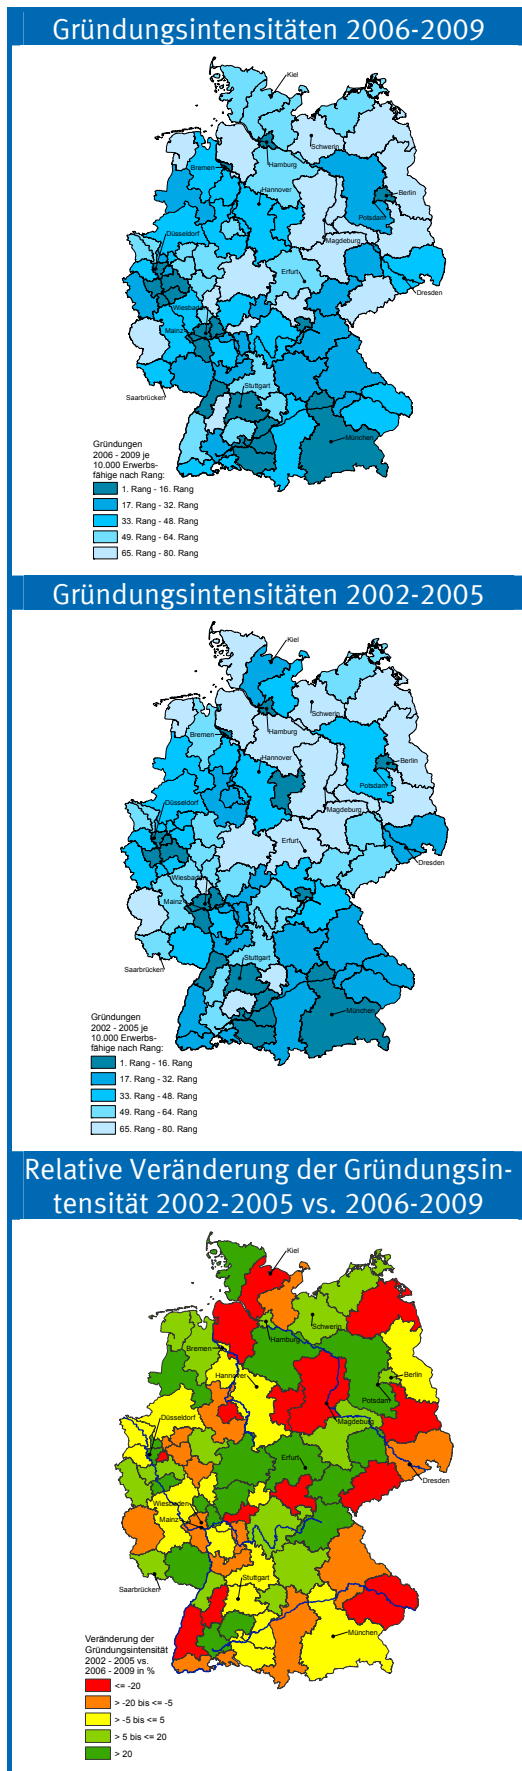 Gründungsintensitäten 2006-2009
Kiel
Schwerin
Hamburg
Bremen
Hannover
Berlin
Potsdam
Magdeburg
Düsseldorf
Erfurt
Dresden
Wiesbaden
Mainz
Saarbrücken
Stuttgart
München
Gründungen
2006 - 2009 je
10.000 Erwerbs-
fähige nach Rang:
1. Rang - 16. Rang
17. Rang - 32. Rang
33. Rang - 48. Rang
49. Rang - 64. Rang
65. Rang - 80. Rang
Gründungsintensitäten 2002-2005
Kiel
Schwerin
Hamburg
Bremen
Hannover
Berlin
Potsdam
Magdeburg
Düsseldorf
Erfurt
Dresden
Wiesbaden
Mainz
Saarbrücken
Stuttgart
München
Gründungen
2002 - 2005 je
10.000 Erwerbs-
fähige nach Rang:
1. Rang - 16. Rang
17. Rang - 32. Rang
33. Rang - 48. Rang
49. Rang - 64. Rang
65. Rang - 80. Rang
Relative Veränderung der Gründungsin-
tensität 2002-2005 vs. 2006-2009
Kiel
Schwerin
Hamburg
Bremen
Hannover
Berlin
Potsdam
Magdeburg
Düsseldorf
Erfurt
Dresden
Wiesbaden
Mainz
Saarbrücken
Stuttgart
München
Veränderung der
Gründungsintensität
2002 - 2005 vs.
2006 - 2009 in %
<= -20
> -20 bis <= -5
> -5 bis <= 5
> 5 bis <= 20
> 20